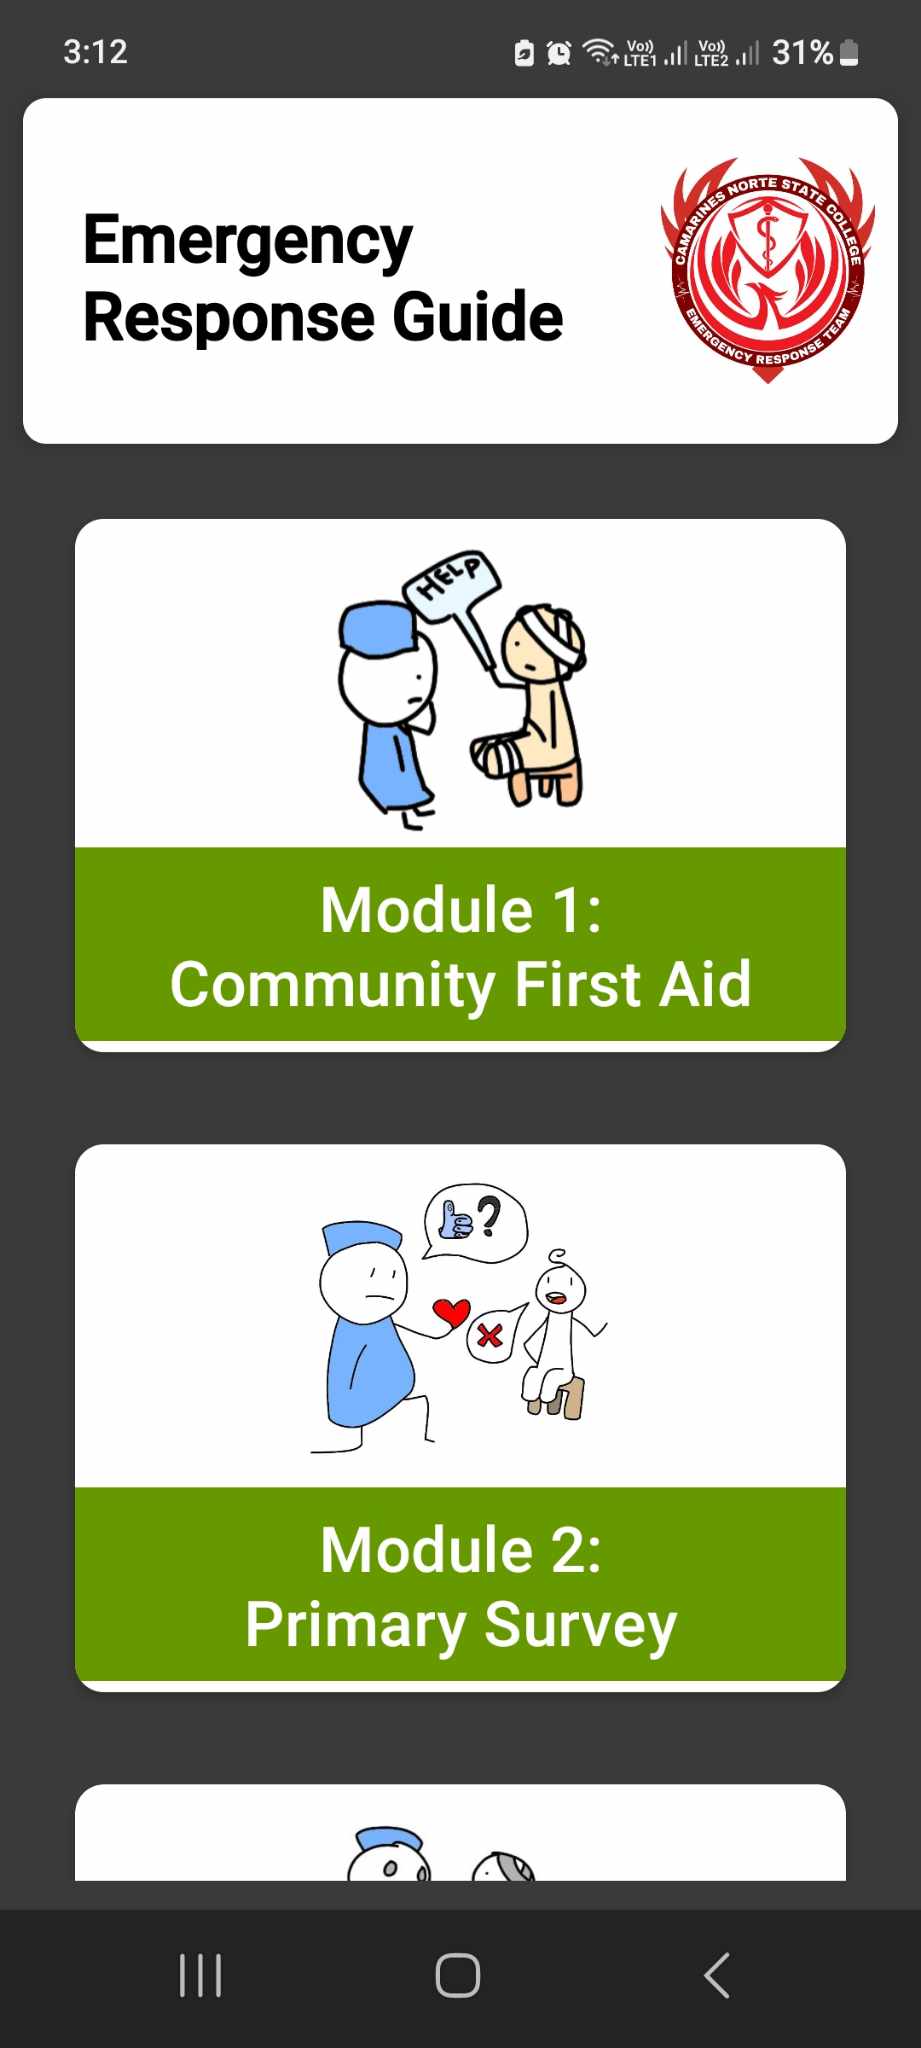 3:12
Vo)) LTE1 Vo)) LTE2 31%
Emergency
Response Guide
CAMARINES NORTE STATE COLLEGE
EMERGENCY RESPONSE TEAM
HELP
Module 1:
Community First Aid
?
Module 2:
Primary Survey